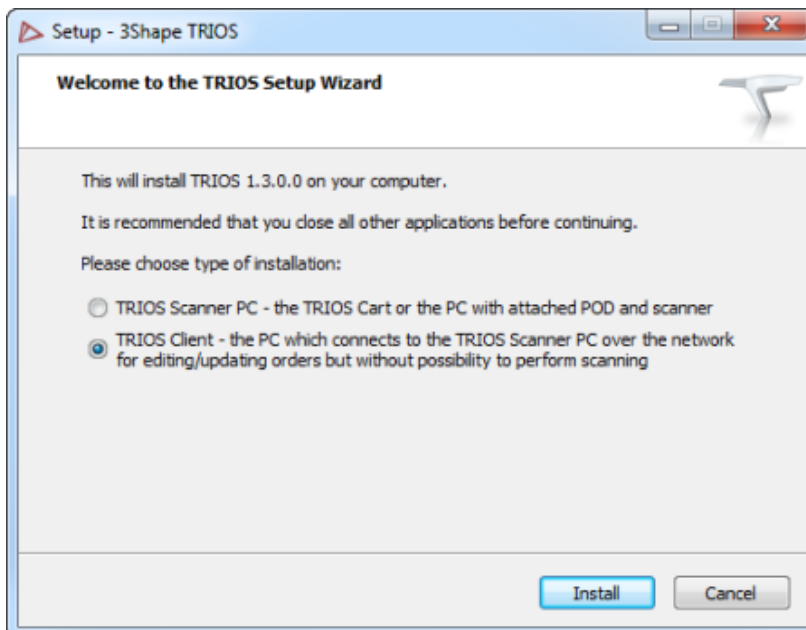 Setup - 3Shape TRIOS
Welcome to the TRIOS Setup Wizard
This will install TRIOS 1.3.0.0 on your computer.
It is recommended that you close all other applications before continuing.
Please choose type of installation:
TRIOS Scanner PC - the TRIOS Cart or the PC with attached POD and scanner
TRIOS Client - the PC which connects to the TRIOS Scanner PC over the network
for editing/updating orders but without possibility to perform scanning
Install
Cancel